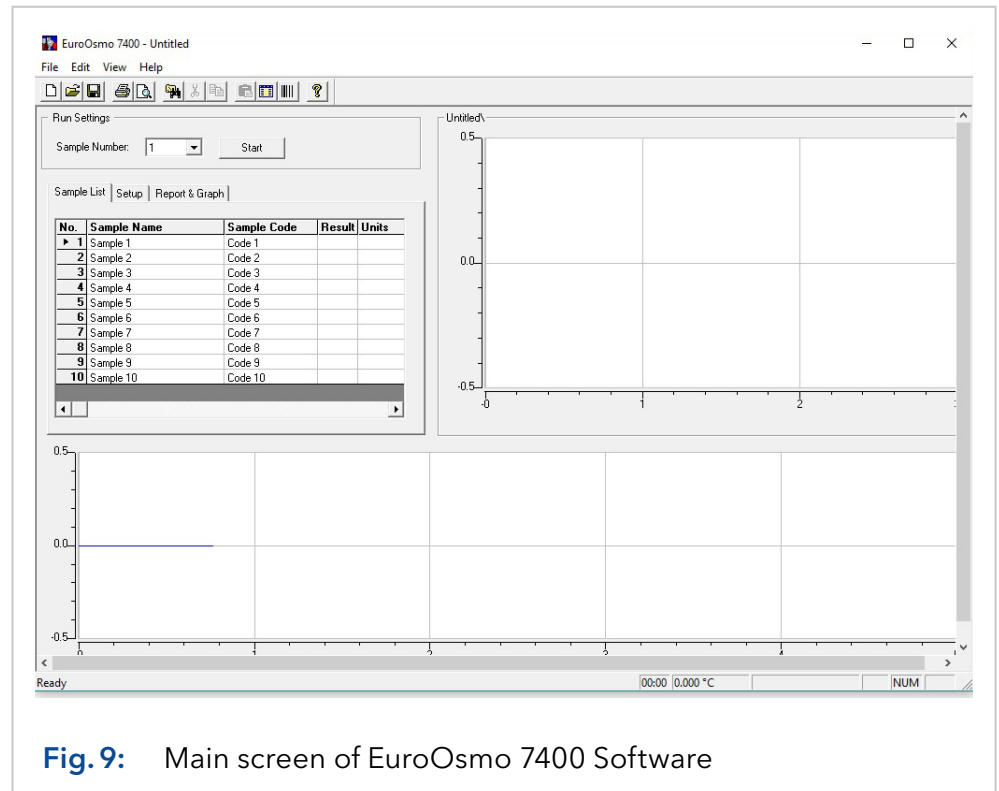 EuroOsmo 7400 - Untitled
File Edit View Help
Run Settings
Sample Number: 1 Start
Sample List Setup Report & Graph
No. Sample Name Sample Code Result Units
1 Sample 1 Code 1
2 Sample 2 Code 2
3 Sample 3 Code 3
4 Sample 4 Code 4
5 Sample 5 Code 5
6 Sample 6 Code 6
7 Sample 7 Code 7
8 Sample 8 Code 8
9 Sample 9 Code 9
10 Sample 10 Code 10
Untitled\
0.5
0.0
-0.5
-0 1 2
0.5
0.0
-0.5
0 1 2 3
Ready 00:00 0.000 °C NUM
Fig. 9: Main screen of EuroOsmo 7400 Software